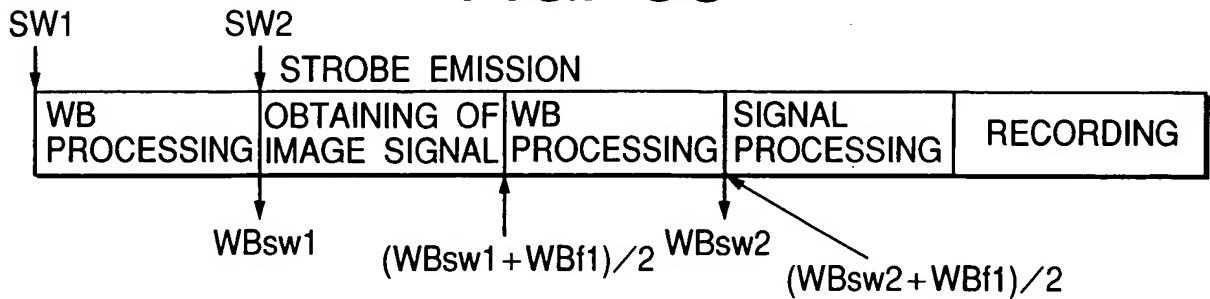 SW1
SW2
STROBE EMISSION
WB PROCESSING
OBTAINING OF IMAGE SIGNAL
WB PROCESSING
SIGNAL PROCESSING
RECORDING
WBsw1
(WBsw1+WBf1)/2
WBsw2
(WBsw2+WBf1)/2